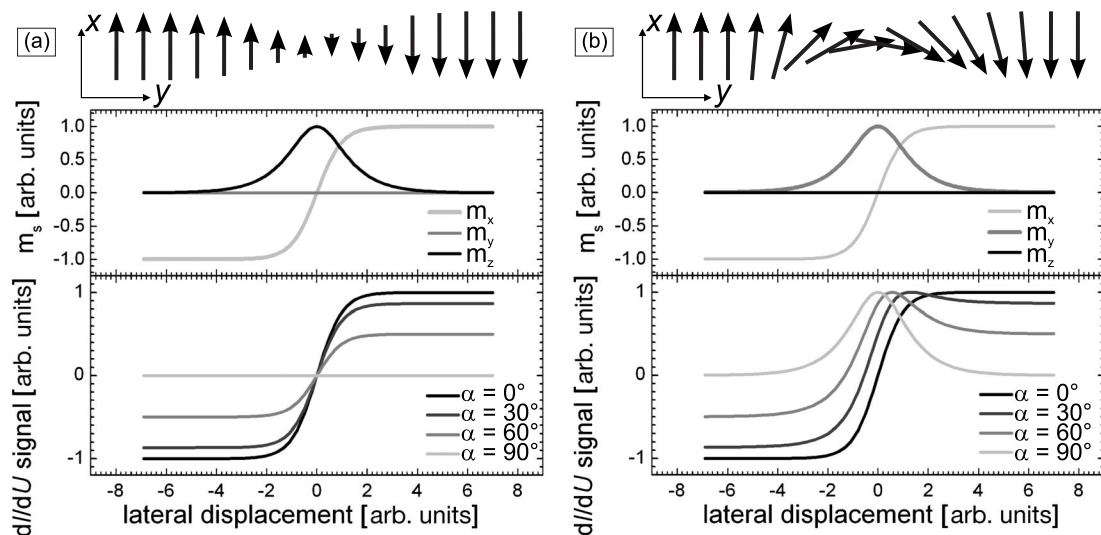 (a)
x
y
m_s [arb. units]
1.0
0.5
0.0
-0.5
-1.0
m_x
m_y
m_z
dI/dU signal [arb. units]
1
0
-1
α = 0°
α = 30°
α = 60°
α = 90°
-8 -6 -4 -2 0 2 4 6 8
lateral displacement [arb. units]
(b)
x
y
m_s [arb. units]
1.0
0.5
0.0
-0.5
-1.0
m_x
m_y
m_z
dI/dU signal [arb. units]
1
0
-1
α = 0°
α = 30°
α = 60°
α = 90°
-8 -6 -4 -2 0 2 4 6 8
lateral displacement [arb. units]